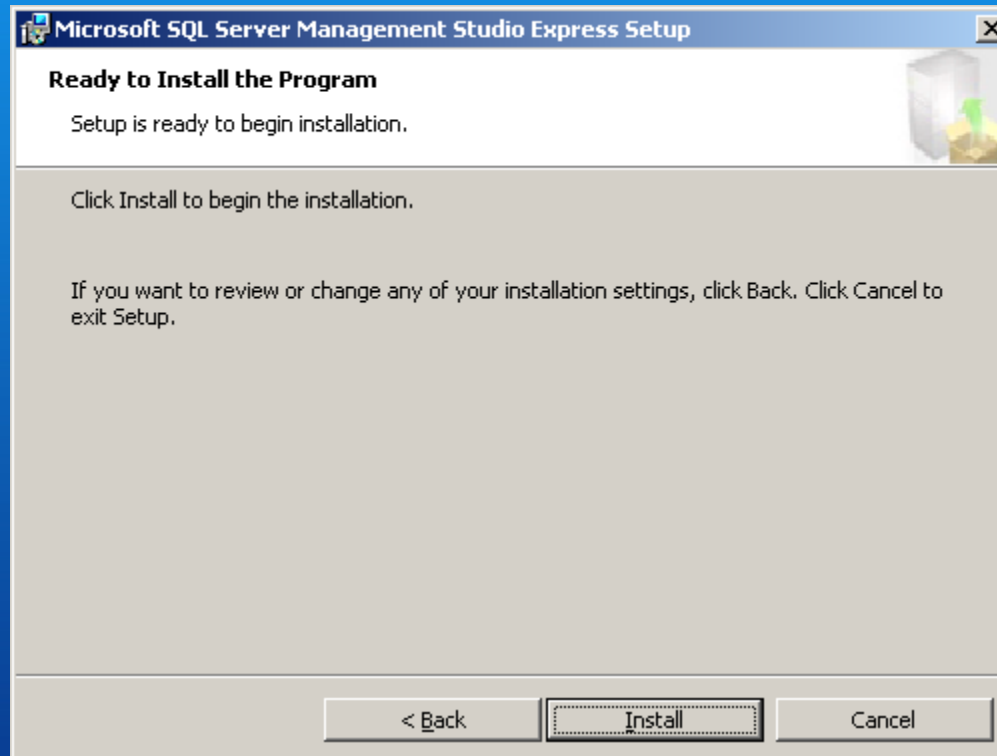 Microsoft SQL Server Management Studio Express Setup
Ready to Install the Program
Setup is ready to begin installation.
Click Install to begin the installation.
If you want to review or change any of your installation settings, click Back. Click Cancel to
exit Setup.
< Back
Install
Cancel